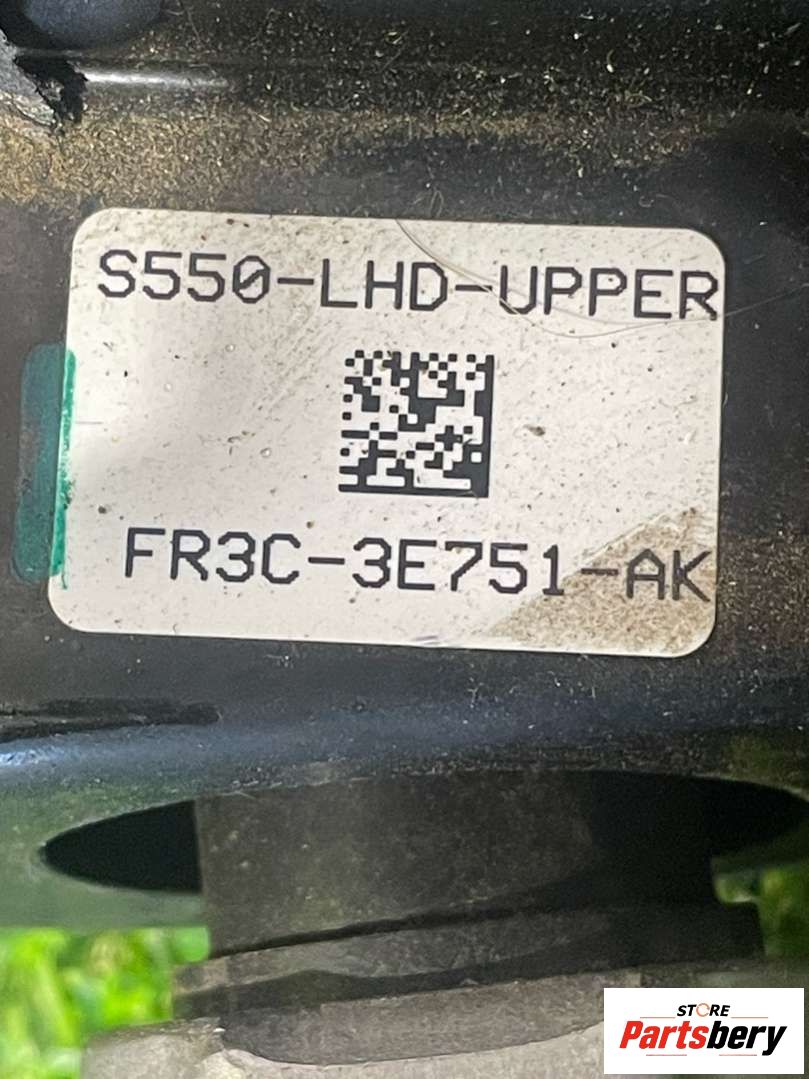 S550-LHD-UPPER
FR3C-3E751-AK
STORE
Partsbery